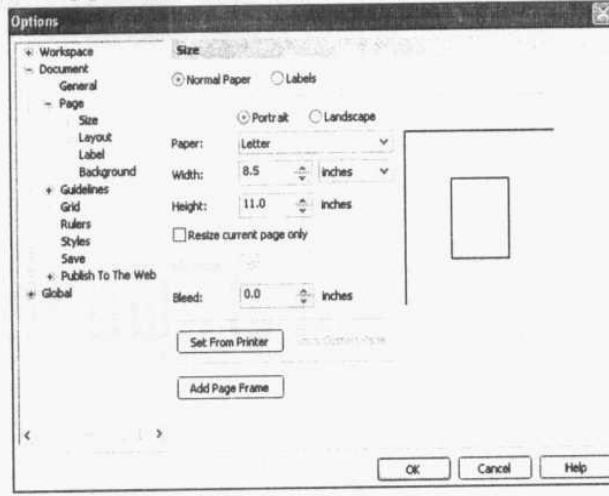 Options
Workspace
Document
General
Page
Size
Layout
Label
Background
Guidelines
Grid
Rulers
Styles
Save
Publish To The Web
Global
Size
Normal Paper Labels
Portrait Landscape
Paper: Letter
Width: 8.5 inches inches
Height: 11.0 inches
Resize current page only
Bleed: 0.0 inches
Set From Printer
Add Page Frame
OK Cancel Help